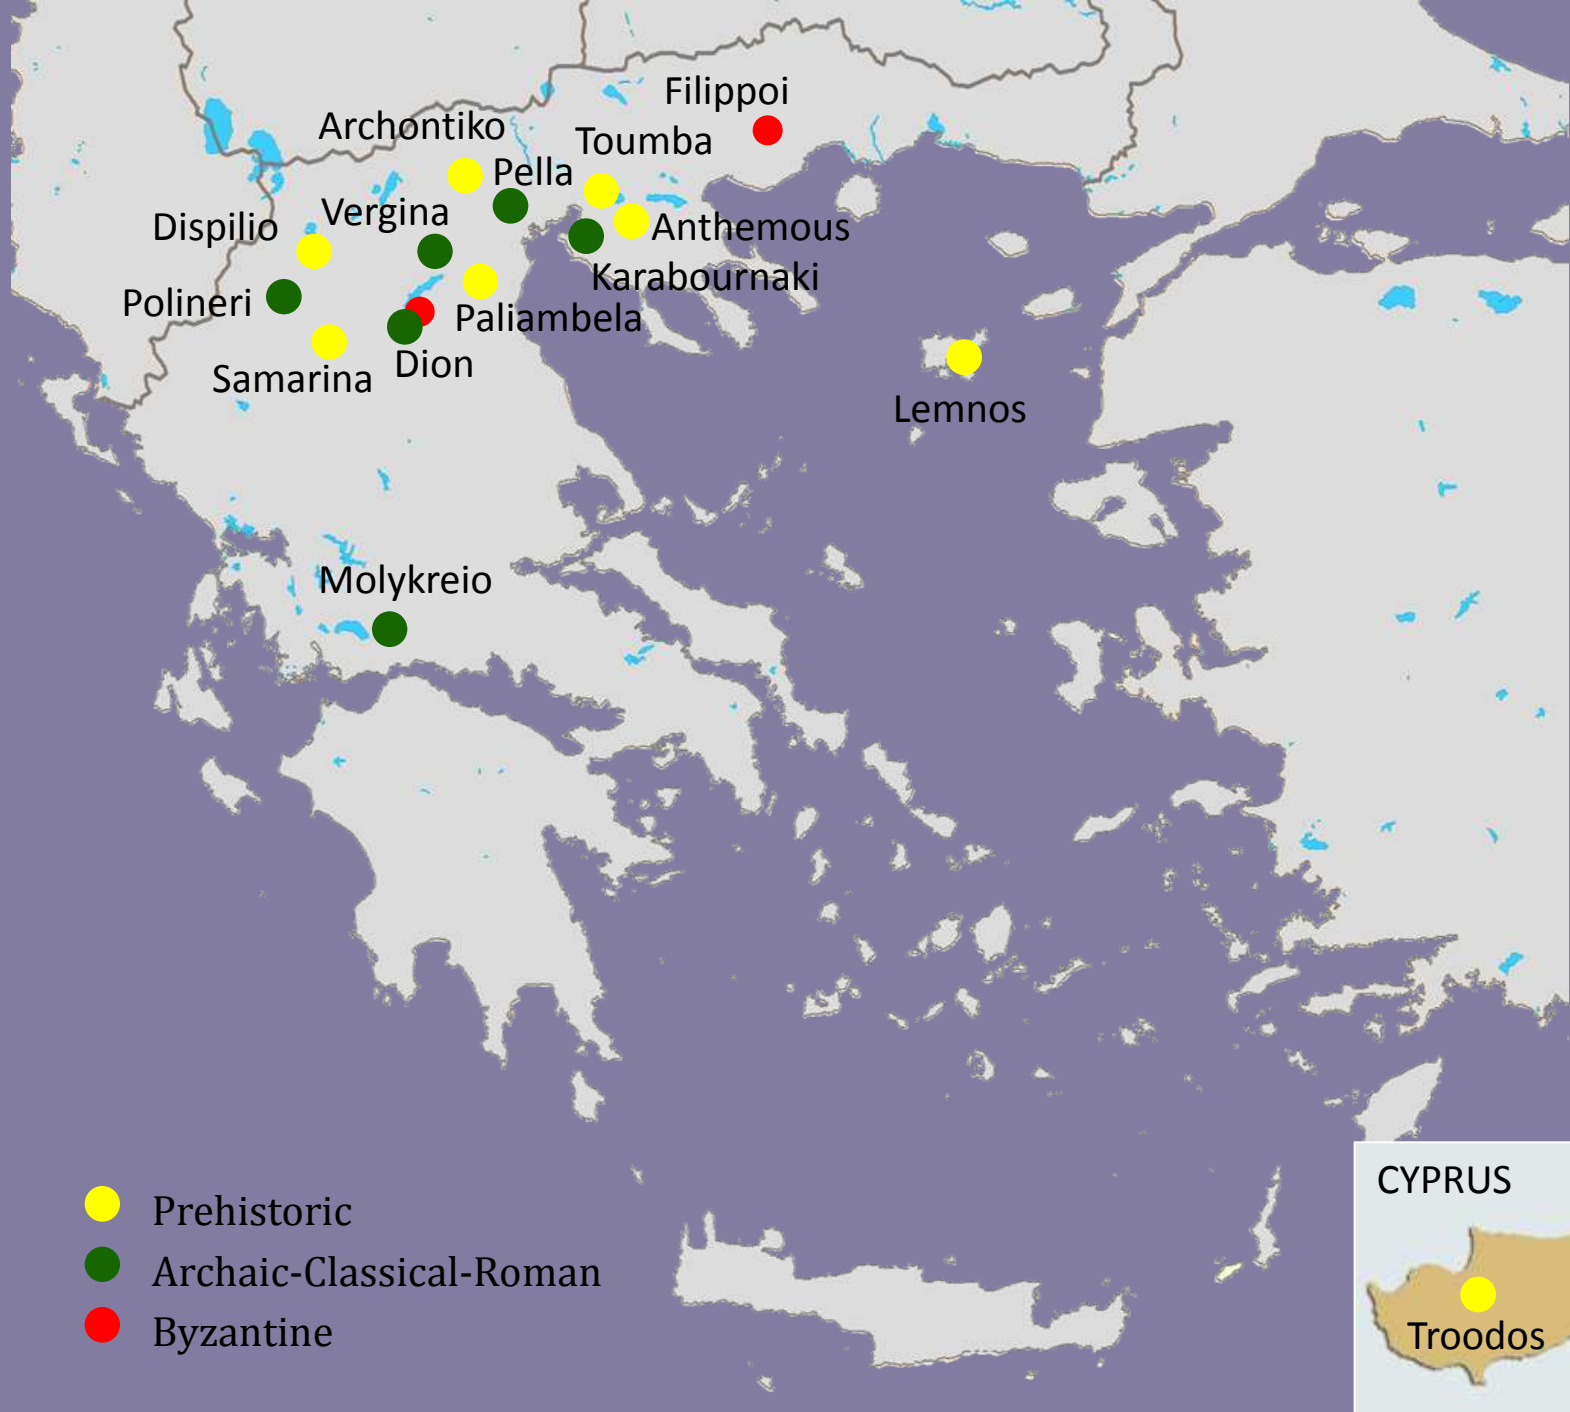 Filippoi
Archontiko
Toumba
Pella
Vergina
Dispilio
Anthemous
Karabournaki
Polineri
Paliambela
Dion
Samarina
Lemnos
Molykreio
CYPRUS
Troodos
Prehistoric
Archaic-Classical-Roman
Byzantine